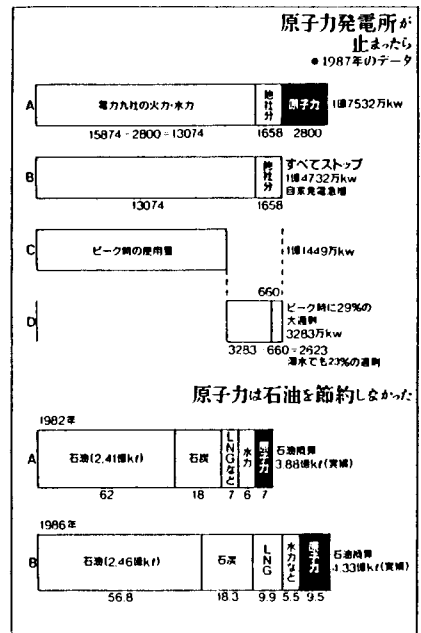 原子力発電所が
止まったら
●1987年のデータ
A 電力九社の火力・水力 他社分 原子力 1億7532万kw
15874-2800=13074 1658 2800
B 他社分 すべてストップ
1億4732万kw
自家発電急増
13074 1658
C ピーク時の使用量 1億1449万kw
660
D ピーク時に29%の
大過剰
3283万kw
3283-660=2623
渇水でも23%の過剰
原子力は石油を節約しなかった
1982年
A 石油(2.41億kℓ) 石炭 LNGなど 水力 原子力 石油換算
3.88億kℓ(実績)
62 18 7 6 7
1986年
B 石油(2.46億kℓ) 石炭 LNG 水力など 原子力 石油換算
4.33億kℓ(実績)
56.8 18.3 9.9 5.5 9.5